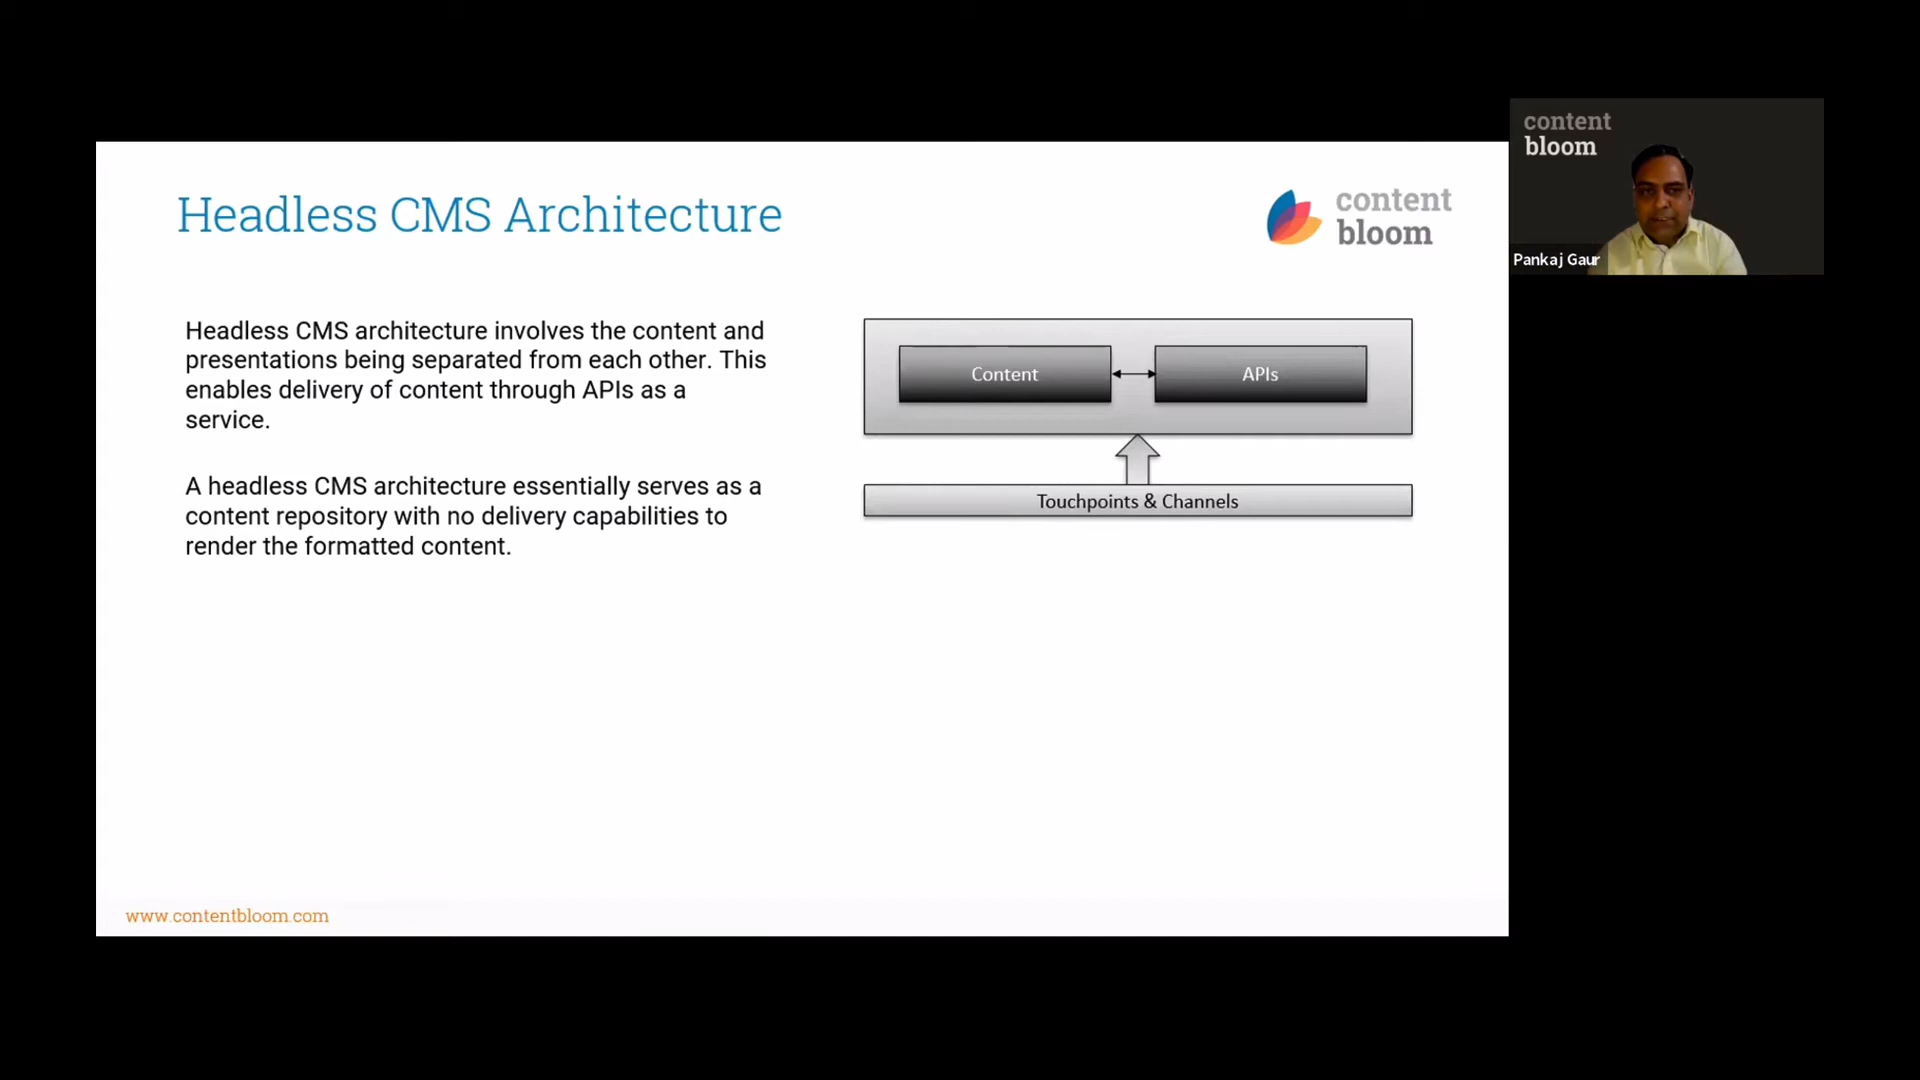 Headless CMS Architecture
content
bloom
content
bloom
Pankaj Gaur
Headless CMS architecture involves the content and
presentations being separated from each other. This
enables delivery of content through APIs as a
service.
A headless CMS architecture essentially serves as a
content repository with no delivery capabilities to
render the formatted content.
Content
APIs
Touchpoints & Channels
www.contentbloom.com